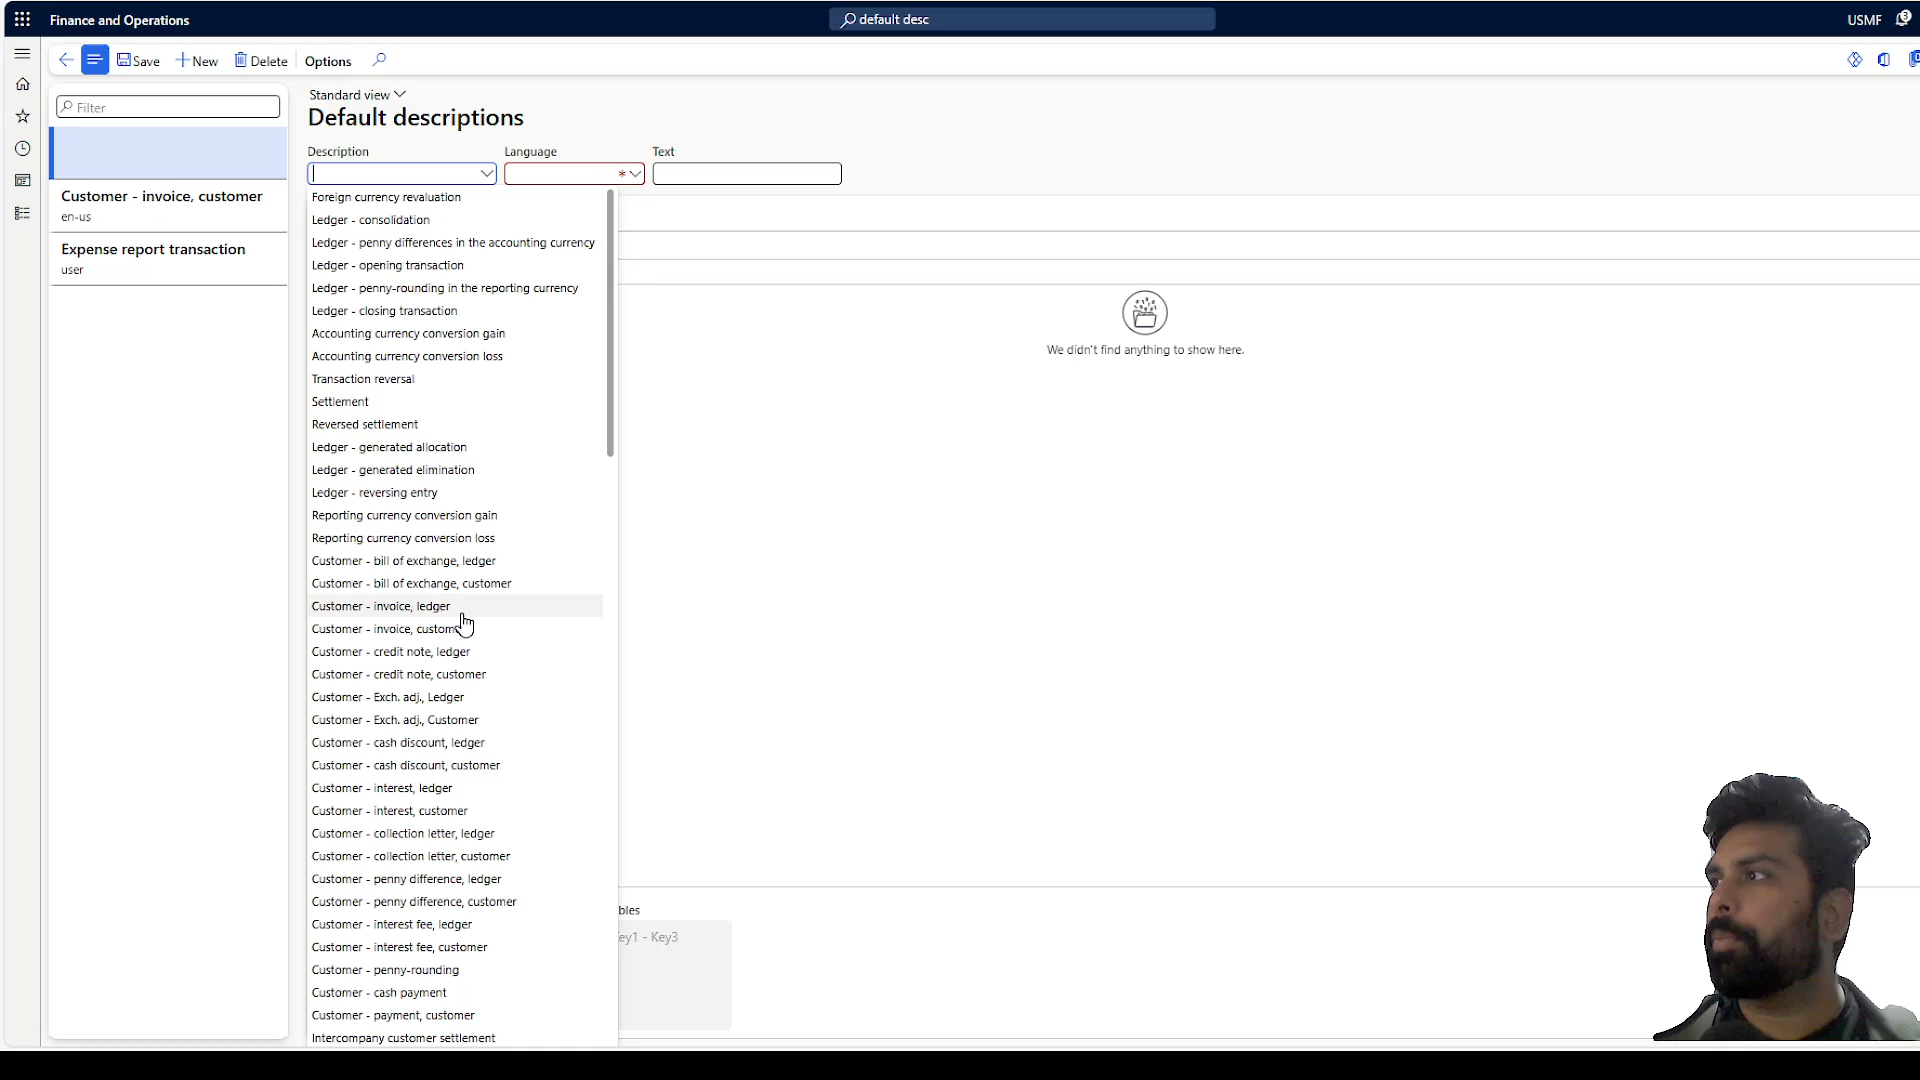 Finance and Operations
default desc
USMF
3
Save
New
Delete
Options
Filter
Customer - invoice, customer
en-us
Expense report transaction
user
Standard view
Default descriptions
Description
Language
Text
*
Foreign currency revaluation
Ledger - consolidation
Ledger - penny differences in the accounting currency
Ledger - opening transaction
Ledger - penny-rounding in the reporting currency
Ledger - closing transaction
Accounting currency conversion gain
Accounting currency conversion loss
Transaction reversal
Settlement
Reversed settlement
Ledger - generated allocation
Ledger - generated elimination
Ledger - reversing entry
Reporting currency conversion gain
Reporting currency conversion loss
Customer - bill of exchange, ledger
Customer - bill of exchange, customer
Customer - invoice, ledger
Customer - invoice, custom
Customer - credit note, ledger
Customer - credit note, customer
Customer - Exch. adj., Ledger
Customer - Exch. adj., Customer
Customer - cash discount, ledger
Customer - cash discount, customer
Customer - interest, ledger
Customer - interest, customer
Customer - collection letter, ledger
Customer - collection letter, customer
Customer - penny difference, ledger
Customer - penny difference, customer
Customer - interest fee, ledger
Customer - interest fee, customer
Customer - penny-rounding
Customer - cash payment
Customer - payment, customer
Intercompany customer settlement
We didn't find anything to show here.
bles
ey1 - Key3